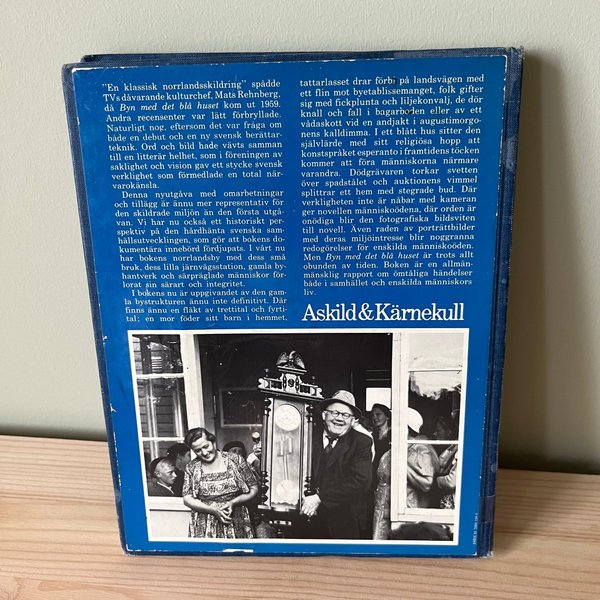 "En klassisk norrlandsskildring" spådde
TVs dåvarande kulturchef, Mats Rehnberg,
då Byn med det blå huset kom ut 1959.
Andra recensenter var lätt förbryllade.
Naturligt nog, eftersom det var fråga om
både en debut och en ny svensk berättar-
teknik. Ord och bild hade vävts samman
till en litterär helhet, som i föreningen av
saklighet och vision gav ett stycke svensk
verklighet som förmedlade en total när-
varokänsla.
Denna nyutgåva med omarbetningar
och tillägg är ännu mer representativ för
den skildrade miljön än den första utgå-
van. Vi har nu också ett historiskt per-
spektiv på den hårdhänta svenska sam-
hällsutvecklingen, som gör att bokens do-
kumentära innebörd fördjupats. I vårt nu
har bokens norrlandsby med dess små
bruk, dess lilla järnvägsstation, gamla by-
hantverk och särpräglade människor för-
lorat sin särart och integritet.
I bokens nu är uppgivandet av den gam-
la bystrukturen ännu inte definitivt. Där
finns ännu en fläkt av trettital och fyrti-
tal; en mor föder sitt barn i hemmet,
tattarlasset drar förbi på landsvägen med
ett flin mot byetablissemanget, folk gifter
sig med fickplunta och liljekonvalj, de dör
knall och fall i bagarboden eller av ett
vådaskott vid en andjakt i augustimorgo-
nens kalldimma. I ett blått hus sitter den
självlärde med sitt religiösa hopp att
konstspråket esperanto i framtidens töcken
kommer att föra människorna närmare
varandra. Dödgrävaren torkar svetten
över spadstålet och auktionens vimmel
splittrar ett hem med stegrade bud. Där
verkligheten inte är nåbar med kameran
ger novellen människoödena, där orden är
onödiga blir den fotografiska bildsviten
till novell. Även raden av porträttbilder
med deras miljöintresse blir noggranna
redogörelser för enskilda människoöden.
Men Byn med det blå huset är trots allt
obunden av tiden. Boken är en allmän-
mänsklig rapport om ömtåliga händelser
både i samhället och enskilda människors
liv.
Askild & Kärnekull